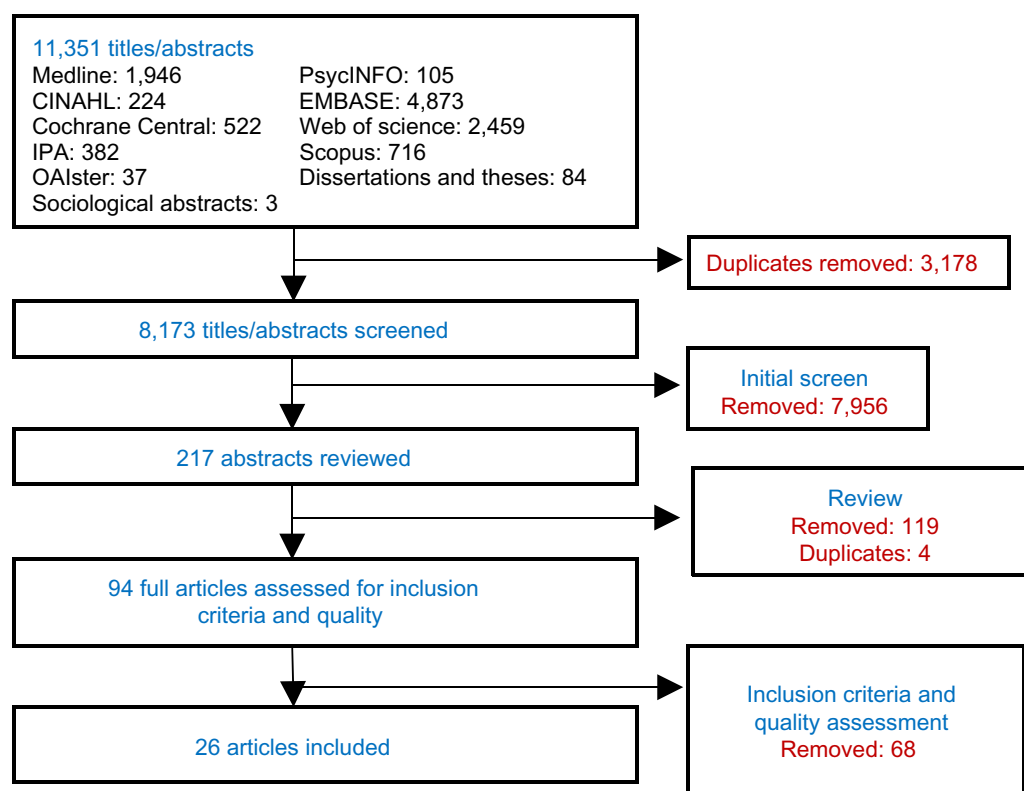 11,351 titles/abstracts
Medline: 1,946
CINAHL: 224
Cochrane Central: 522
IPA: 382
OAIster: 37
Sociological abstracts: 3
PsycINFO: 105
EMBASE: 4,873
Web of science: 2,459
Scopus: 716
Dissertations and theses: 84
Duplicates removed: 3,178
8,173 titles/abstracts screened
Initial screen
Removed: 7,956
217 abstracts reviewed
Review
Removed: 119
Duplicates: 4
94 full articles assessed for inclusion
criteria and quality
Inclusion criteria and
quality assessment
Removed: 68
26 articles included